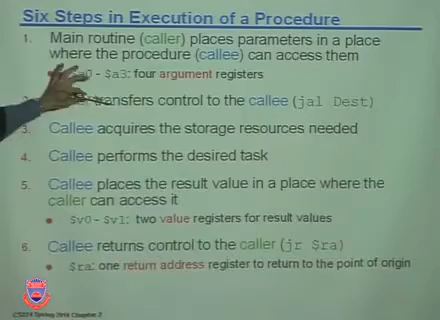 Six Steps in Execution of a Procedure
1. Main routine (caller) places parameters in a place
where the procedure (callee) can access them
- $a3: four argument registers
transfers control to the callee (jal Dest)
3. Callee acquires the storage resources needed
4. Callee performs the desired task
5. Callee places the result value in a place where the
caller can access it
• $v0 - $v1: two value registers for result values
6. Callee returns control to the caller (jr $ra)
• $ra: one return address register to return to the point of origin
Spring Chapter 2